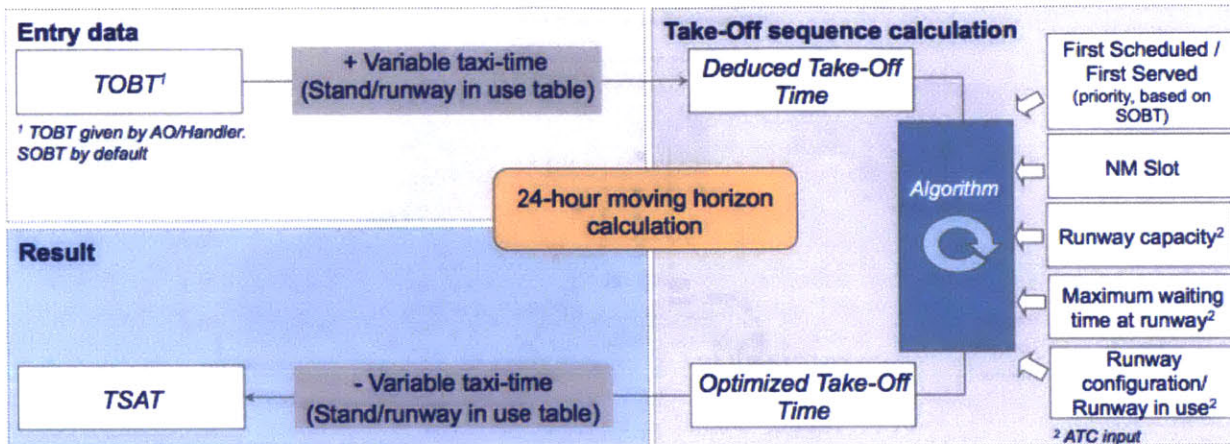 Entry data
TOBT¹
+ Variable taxi-time
(Stand/runway in use table)
¹ TOBT given by AO/Handler.
SOBT by default
Take-Off sequence calculation
Deduced Take-Off
Time
First Scheduled /
First Served
(priority, based on
SOBT)
NM Slot
Algorithm
Runway capacity²
Maximum waiting
time at runway²
Runway
configuration/
Runway in use²
² ATC input
24-hour moving horizon
calculation
Result
TSAT
- Variable taxi-time
(Stand/runway in use table)
Optimized Take-Off
Time